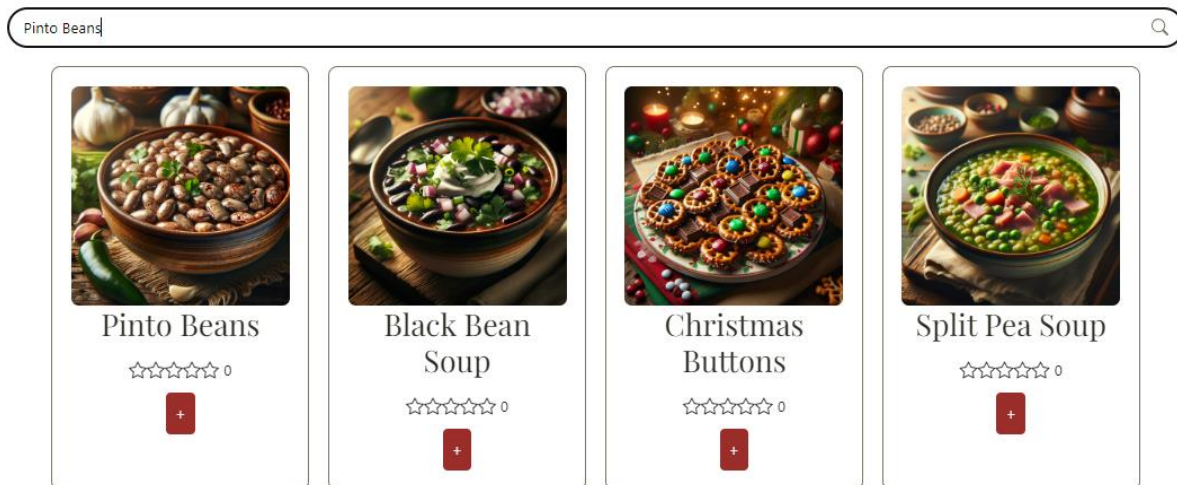 Pinto Beans
Pinto Beans
Black Bean
Soup
Christmas
Buttons
Split Pea Soup
0
0
0
0
+
+
+
+